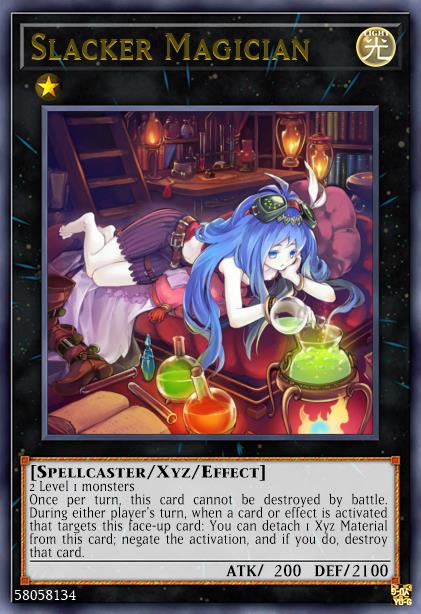 Slacker Magician
LIGHT
光
[Spellcaster/Xyz/Effect]
2 Level 1 monsters
Once per turn, this card cannot be destroyed by battle.
During either player's turn, when a card or effect is activated
that targets this face-up card: You can detach 1 Xyz Material
from this card; negate the activation, and if you do, destroy
that card.
ATK/ 200 DEF/2100
58058134